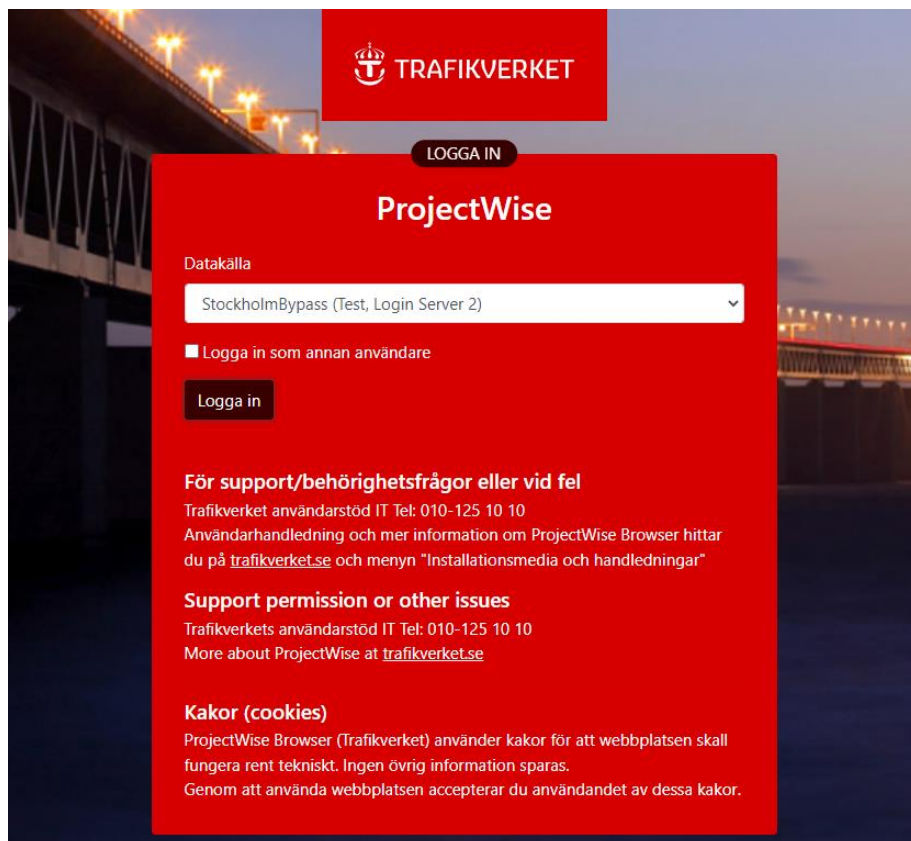 TRAFIKVERKET
LOGGA IN
ProjectWise
Datakälla
StockholmBypass (Test, Login Server 2)
Logga in som annan användare
Logga in
För support/behörighetsfrågor eller vid fel
Trafikverket användarstöd IT Tel: 010-125 10 10
Användarhandledning och mer information om ProjectWise Browser hittar
du på trafikverket.se och menyn "Installationsmedia och handledningar"
Support permission or other issues
Trafikverkets användarstöd IT Tel: 010-125 10 10
More about ProjectWise at trafikverket.se
Kakor (cookies)
ProjectWise Browser (Trafikverket) använder kakor för att webbplatsen skall
fungera rent tekniskt. Ingen övrig information sparas.
Genom att använda webbplatsen accepterar du användandet av dessa kakor.